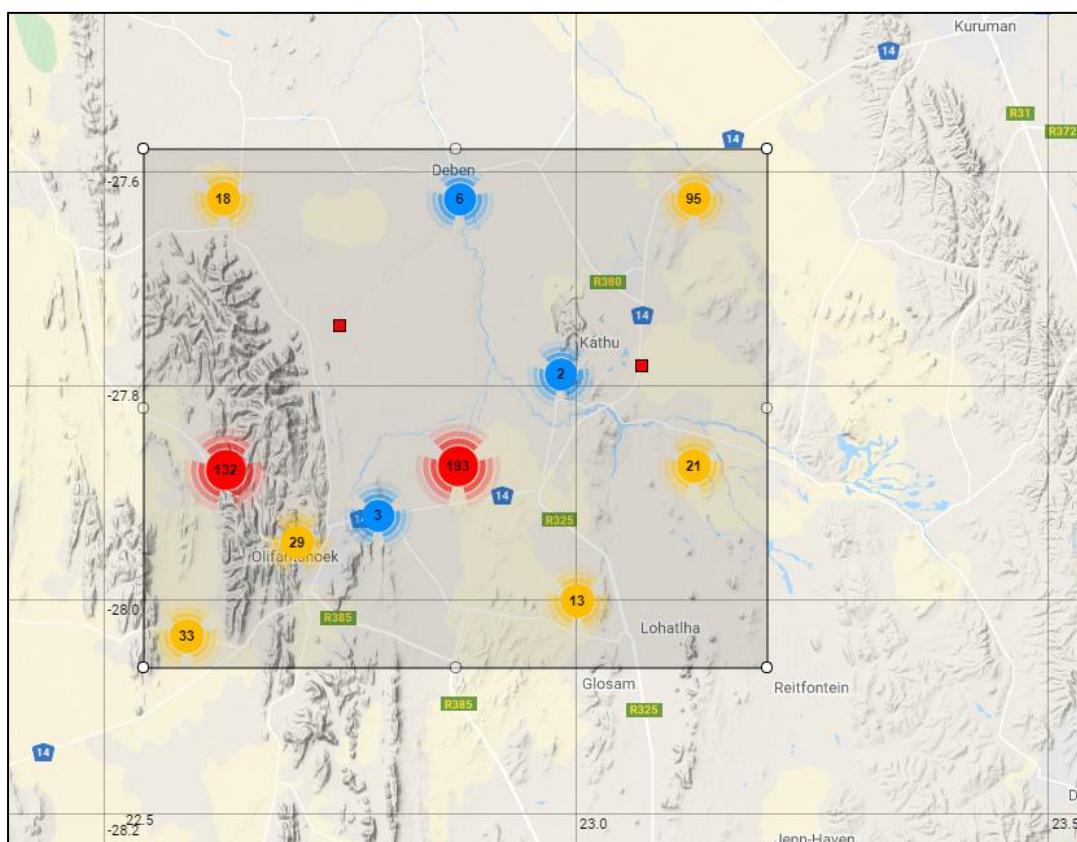 Kuruman
14
R31
R372
14
-27.6
Deben
18
6
95
R380
14
Kathu
2
-27.8
132
193
21
14
3
R325
29
Olifantshoek
13
-28.0
R385
Lohatlha
33
Glosam
Reitfontein
R385
R325
14
D
22.5
23.0
23.5
-28.2
Jenn-Haven